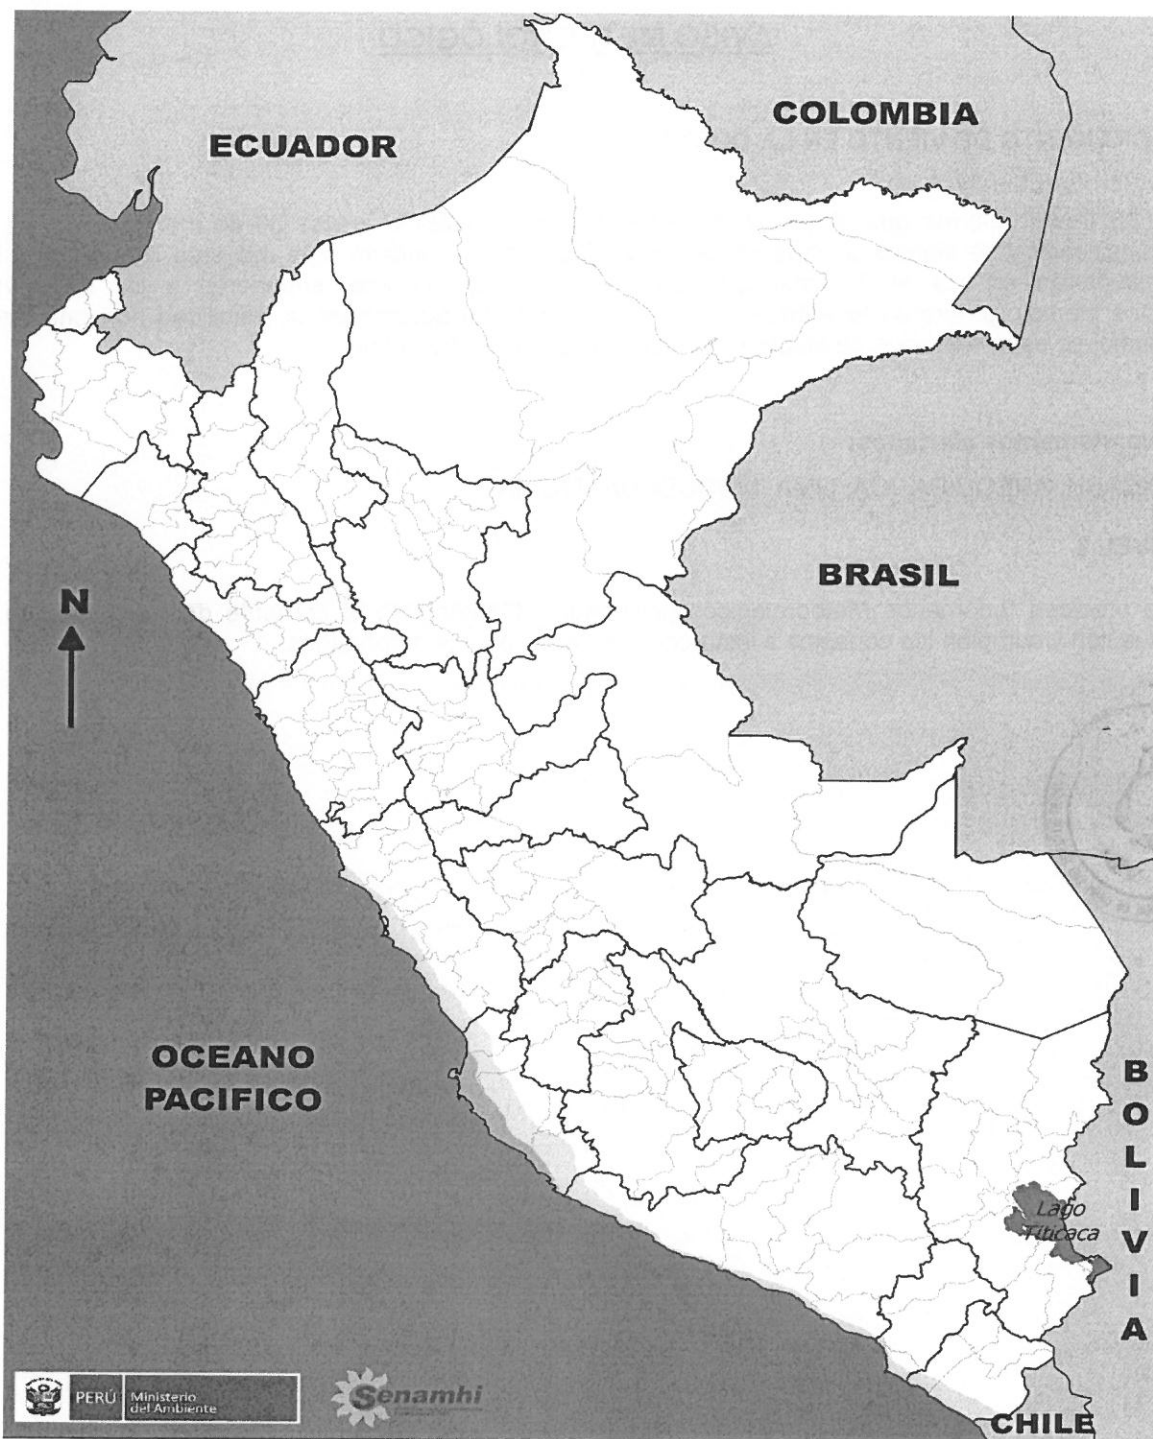 COLOMBIA
ECUADOR
BRASIL
N
OCEANO
PACIFICO
B
O
L
I
V
I
A
Lago
Titicaca
PERÚ
Ministerio
del Ambiente
Senamhi
CHILE